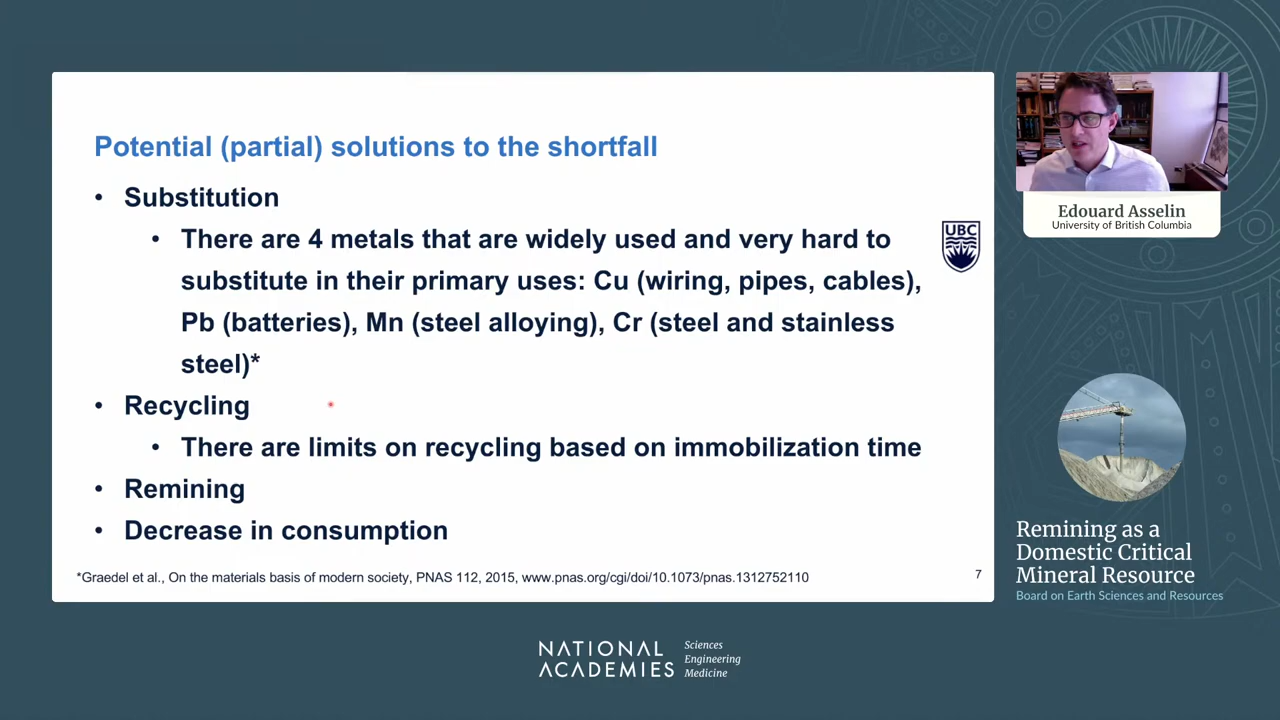 Potential (partial) solutions to the shortfall
• Substitution
• There are 4 metals that are widely used and very hard to
substitute in their primary uses: Cu (wiring, pipes, cables),
Pb (batteries), Mn (steel alloying), Cr (steel and stainless
steel)*
• Recycling
• There are limits on recycling based on immobilization time
• Remining
• Decrease in consumption
*Graedel et al., On the materials basis of modern society, PNAS 112, 2015, www.pnas.org/cgi/doi/10.1073/pnas.1312752110
7
UBC
Edouard Asselin
University of British Columbia
Remining as a
Domestic Critical
Mineral Resource
Board on Earth Sciences and Resources
NATIONAL
ACADEMIES
Sciences
Engineering
Medicine